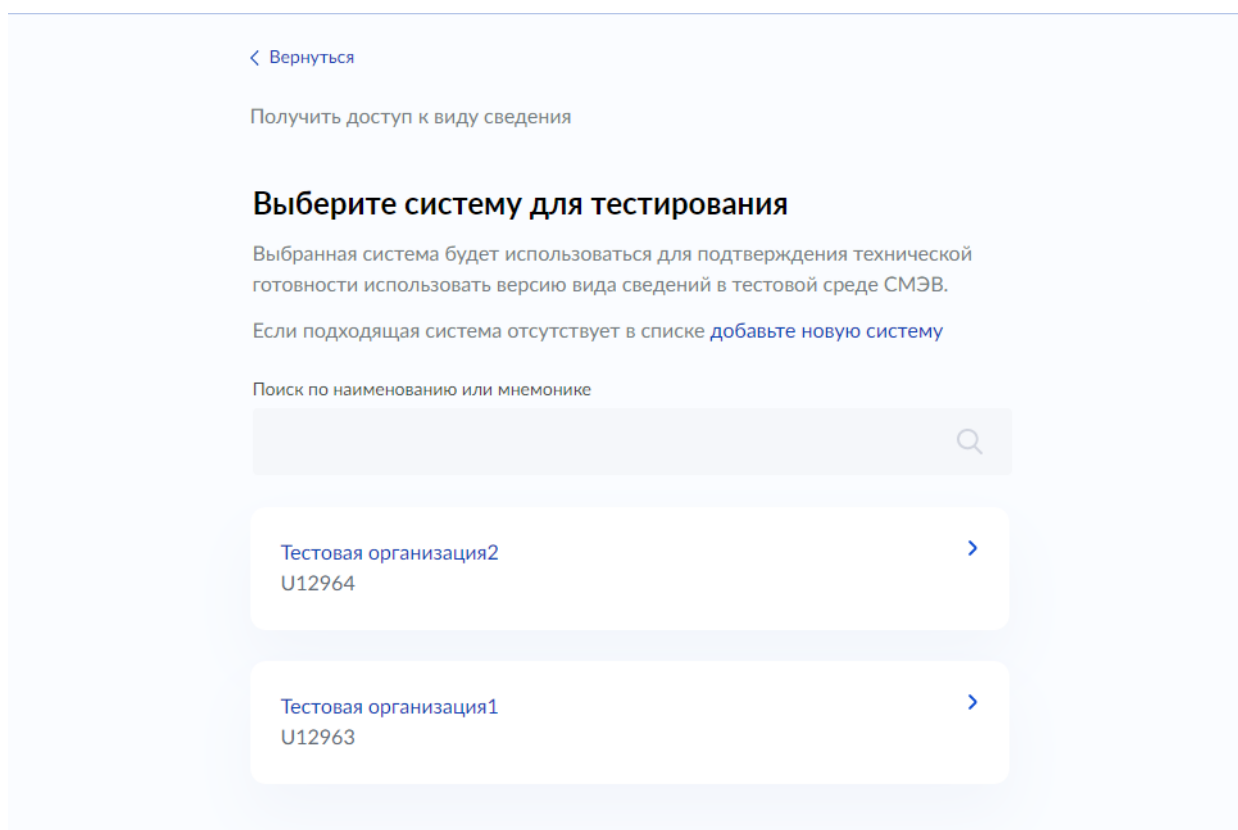 Вернуться
Получить доступ к виду сведения
Выберите систему для тестирования
Выбранная система будет использоваться для подтверждения технической
готовности использовать версию вида сведений в тестовой среде СМЭВ.
Если подходящая система отсутствует в списке добавьте новую систему
Поиск по наименованию или мнемонике
Тестовая организация2
U12964
Тестовая организация1
U12963